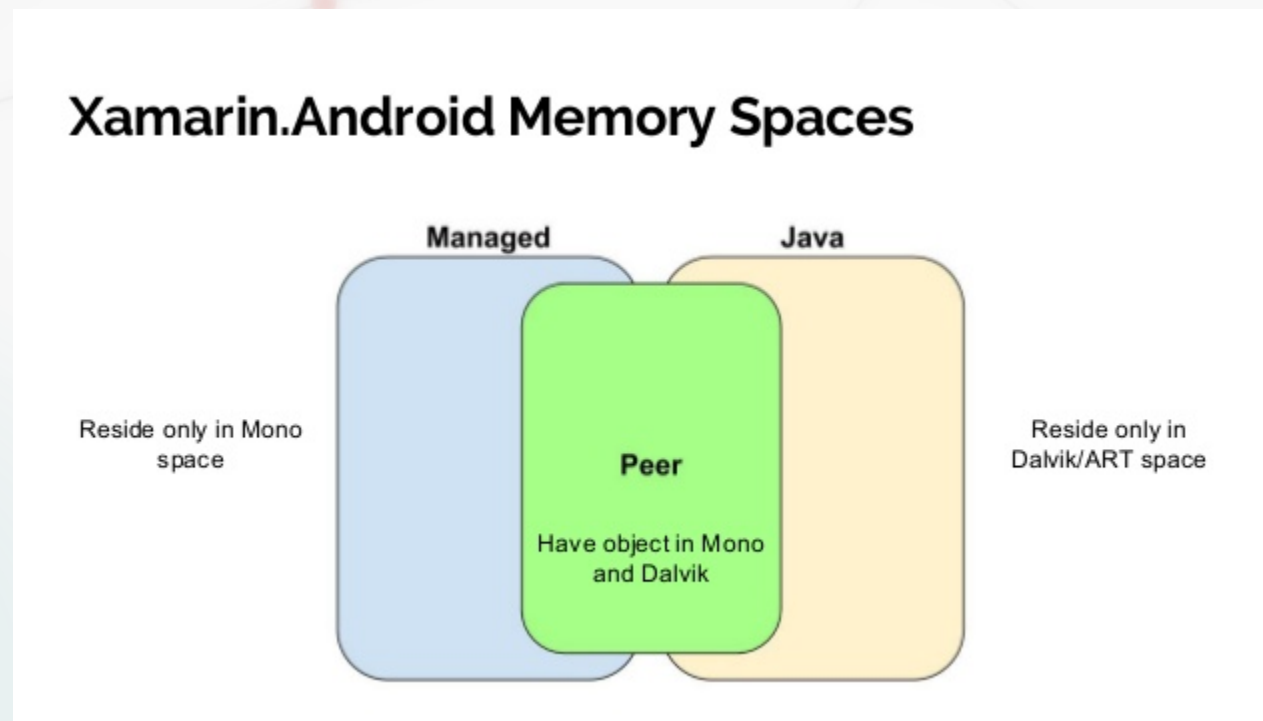 Xamarin.Android Memory Spaces
Managed
Java
Reside only in Mono
space
Peer
Have object in Mono
and Dalvik
Reside only in
Dalvik/ART space